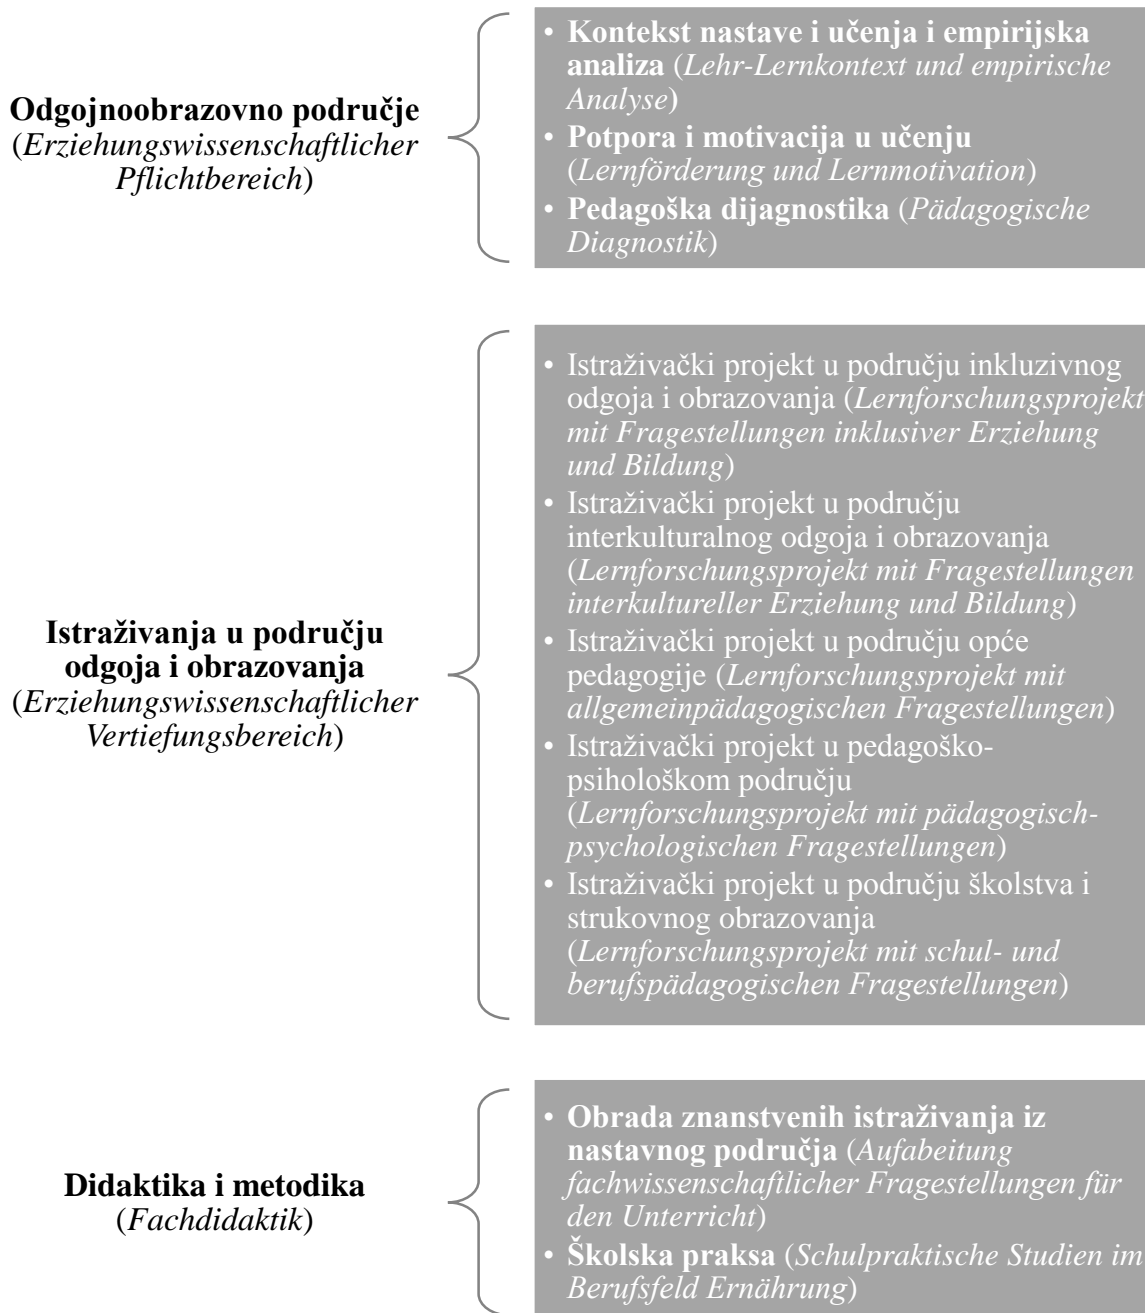 Odgojnoobrazovno područje
(Erziehungswissenschaftlicher
Pflichtbereich)
• Kontekst nastave i učenja i empirijska
analiza (Lehr-Lernkontext und empirische
Analyse)
• Potpora i motivacija u učenju
(Lernförderung und Lernmotivation)
• Pedagoška dijagnostika (Pädagogische
Diagnostik)
Istraživanja u području
odgoja i obrazovanja
(Erziehungswissenschaftlicher
Vertiefungsbereich)
• Istraživački projekt u području inkluzivnog
odgoja i obrazovanja (Lernforschungsprojekt
mit Fragestellungen inklusiver Erziehung
und Bildung)
• Istraživački projekt u području
interkulturalnog odgoja i obrazovanja
(Lernforschungsprojekt mit Fragestellungen
interkultureller Erziehung und Bildung)
• Istraživački projekt u području opće
pedagogije (Lernforschungsprojekt mit
allgemeinpädagogischen Fragestellungen)
• Istraživački projekt u pedagoško-
psihološkom području
(Lernforschungsprojekt mit pädagogisch-
psychologischen Fragestellungen)
• Istraživački projekt u području školstva i
strukovnog obrazovanja
(Lernforschungsprojekt mit schul- und
berufspädagogischen Fragestellungen)
Didaktika i metodika
(Fachdidaktik)
• Obrada znanstvenih istraživanja iz
nastavnog područja (Aufabeitung
fachwissenschaftlicher Fragestellungen für
den Unterricht)
• Školska praksa (Schulpraktische Studien im
Berufsfeld Ernährung)